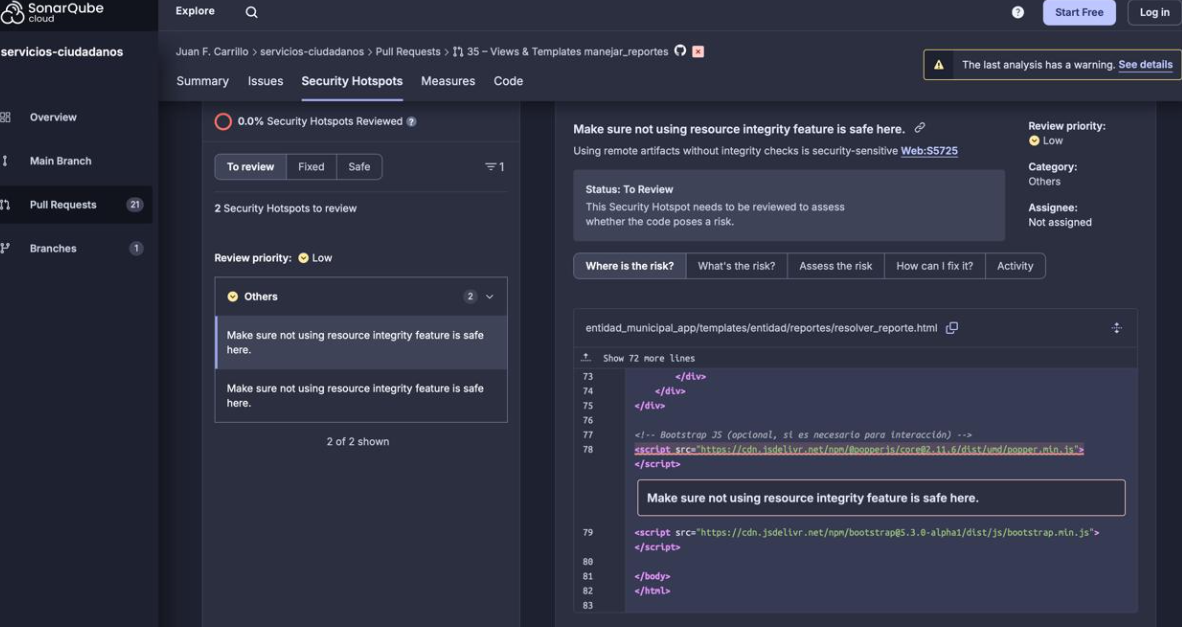 SonarQube
cloud
Explore
Start Free
Log in
servicios-ciudadanos
Juan F. Carrillo > servicios-ciudadanos > Pull Requests > 35 – Views & Templates manejar_reportes
The last analysis has a warning. See details
Summary Issues Security Hotspots Measures Code
Overview
Main Branch
Pull Requests 21
Branches 1
0.0% Security Hotspots Reviewed
To review Fixed Safe 1
2 Security Hotspots to review
Review priority: Low
Others 2
Make sure not using resource integrity feature is safe
here.
Make sure not using resource integrity feature is safe
here.
2 of 2 shown
Make sure not using resource integrity feature is safe here.
Using remote artifacts without integrity checks is security-sensitive Web:S5725
Status: To Review
This Security Hotspot needs to be reviewed to assess
whether the code poses a risk.
Review priority:
Low
Category:
Others
Assignee:
Not assigned
Where is the risk? What's the risk? Assess the risk How can I fix it? Activity
entidad_municipal_app/templates/entidad/reportes/resolver_reporte.html
Show 72 more lines
73 </div>
74 </div>
75 </div>
76
77 <!-- Bootstrap JS (opcional, si es necesario para interacción) -->
78 <script src="https://cdn.jsdelivr.net/npm/@popperjs/core@2.11.6/dist/umd/popper.min.js">
</script>
Make sure not using resource integrity feature is safe here.
79 <script src="https://cdn.jsdelivr.net/npm/bootstrap@5.3.0-alpha1/dist/js/bootstrap.min.js">
</script>
80
81 </body>
82 </html>
83